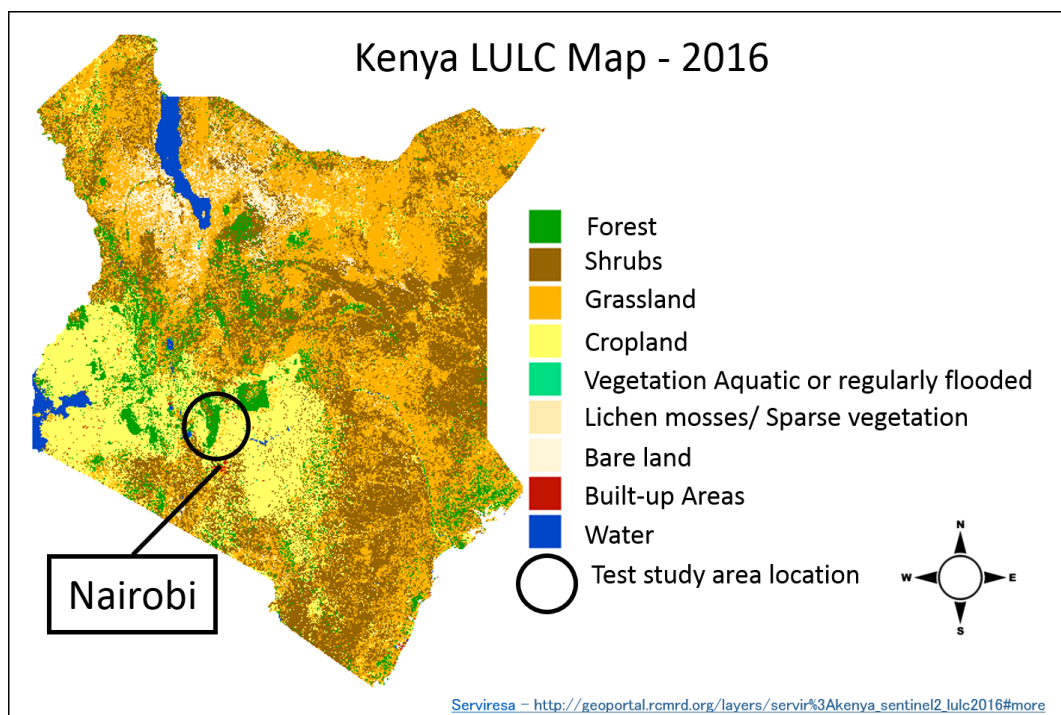 Kenya LULC Map - 2016
Forest
Shrubs
Grassland
Cropland
Vegetation Aquatic or regularly flooded
Lichen mosses/ Sparse vegetation
Bare land
Built-up Areas
Water
Test study area location
Nairobi
N
W E
S
Serviresa – http://geoportal.rcmrd.org/layers/servir%3Akenya_sentinel2_lulc2016#more